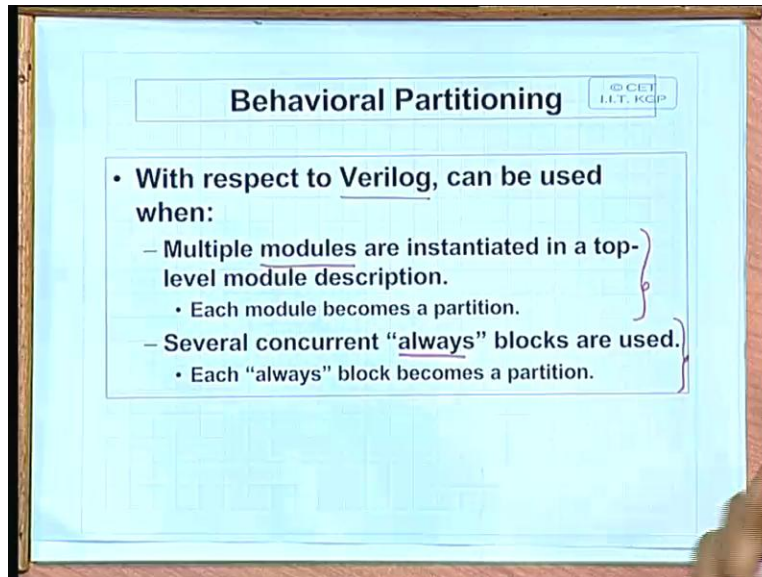 Behavioral Partitioning
© CET
I.I.T. KGP
• With respect to Verilog, can be used
when:
– Multiple modules are instantiated in a top-
level module description.
• Each module becomes a partition.
– Several concurrent “always” blocks are used.
• Each “always” block becomes a partition.